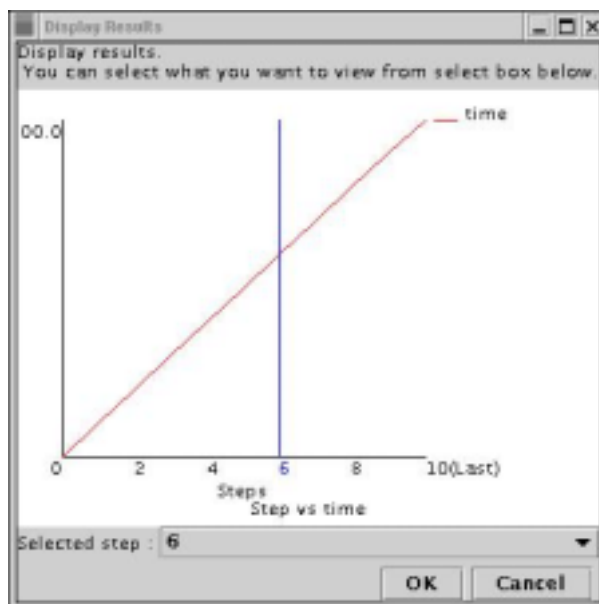 Display Results
Display results.
You can select what you want to view from select box below.
time
00.0
0 2 4 6 8 10(Last)
Steps
Step vs time
Selected step : 6
OK Cancel